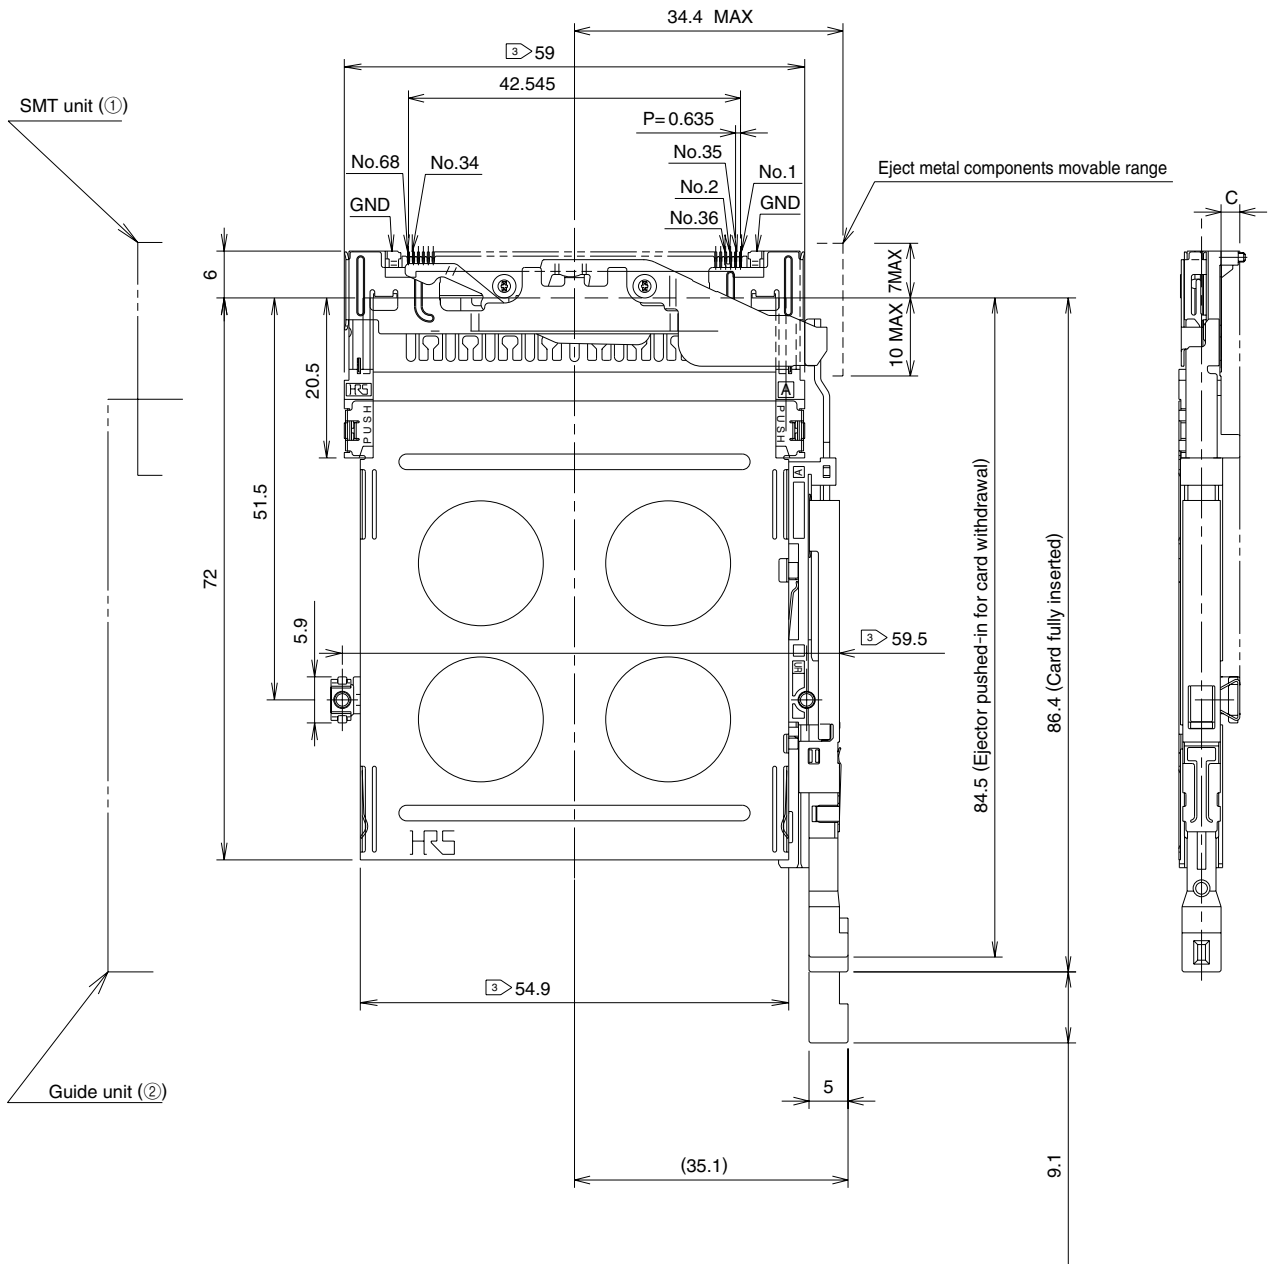 34.4 MAX
3 59
42.545
SMT unit (①)
P=0.635
No.68
No.34
No.35
No.1
Eject metal components movable range
No.2
GND
No.36
GND
C
6
7MAX
10 MAX
20.5
HRS
A
PUSH
PUSH
A
51.5
72
5.9
3 59.5
84.5 (Ejector pushed-in for card withdrawal)
86.4 (Card fully inserted)
HRS
3 54.9
Guide unit (②)
5
(35.1)
9.1